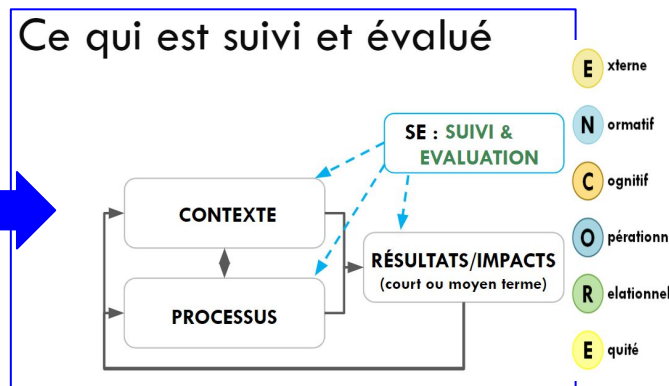 Ce qui est suivi et évalué
SE : SUIVI &
EVALUATION
CONTEXTE
PROCESSUS
RÉSULTATS/IMPACTS
(court ou moyen terme)
E xterne
N ormatif
C ognitif
O pérationn
R elationnel
E quité